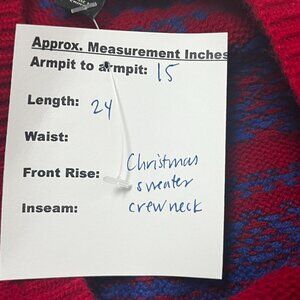 Approx. Measurement Inches
Armpit to armpit: 15
Length: 24
Waist:
Front Rise: Christmas
sweater
Inseam: crewneck